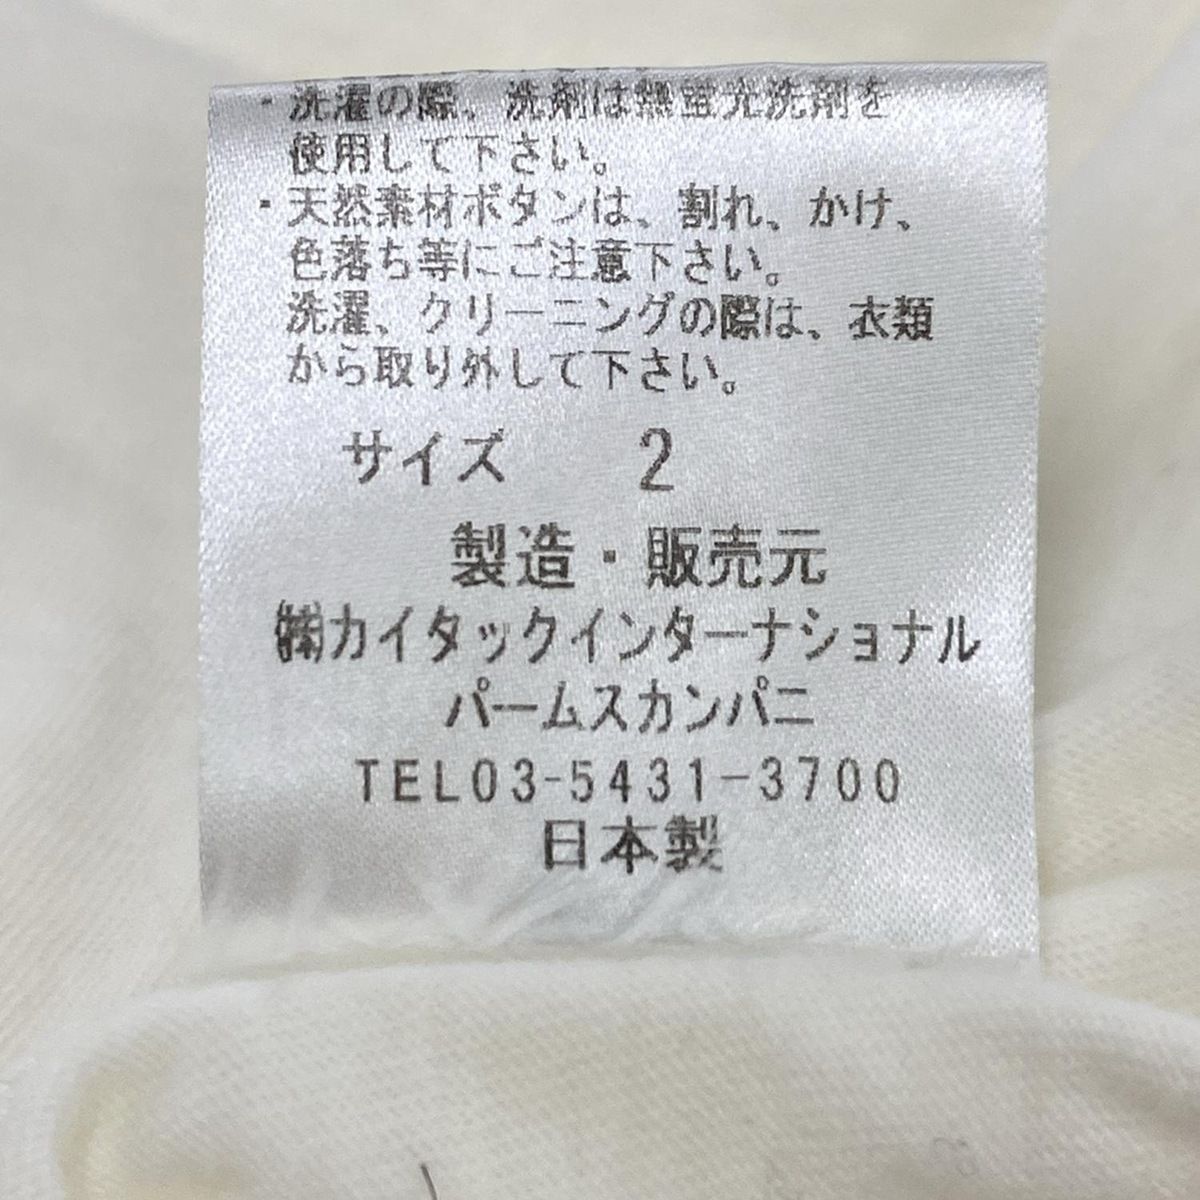 ・洗濯の際、洗剤は無蛍光洗剤を
使用して下さい。
・天然素材ボタンは、割れ、かけ、
色落ち等にご注意下さい。
洗濯、クリーニングの際は、衣類
から取り外して下さい。
サイズ 2
製造・販売元
㈱カイタックインターナショナル
パームスカンパニ
TEL03-5431-3700
日本製